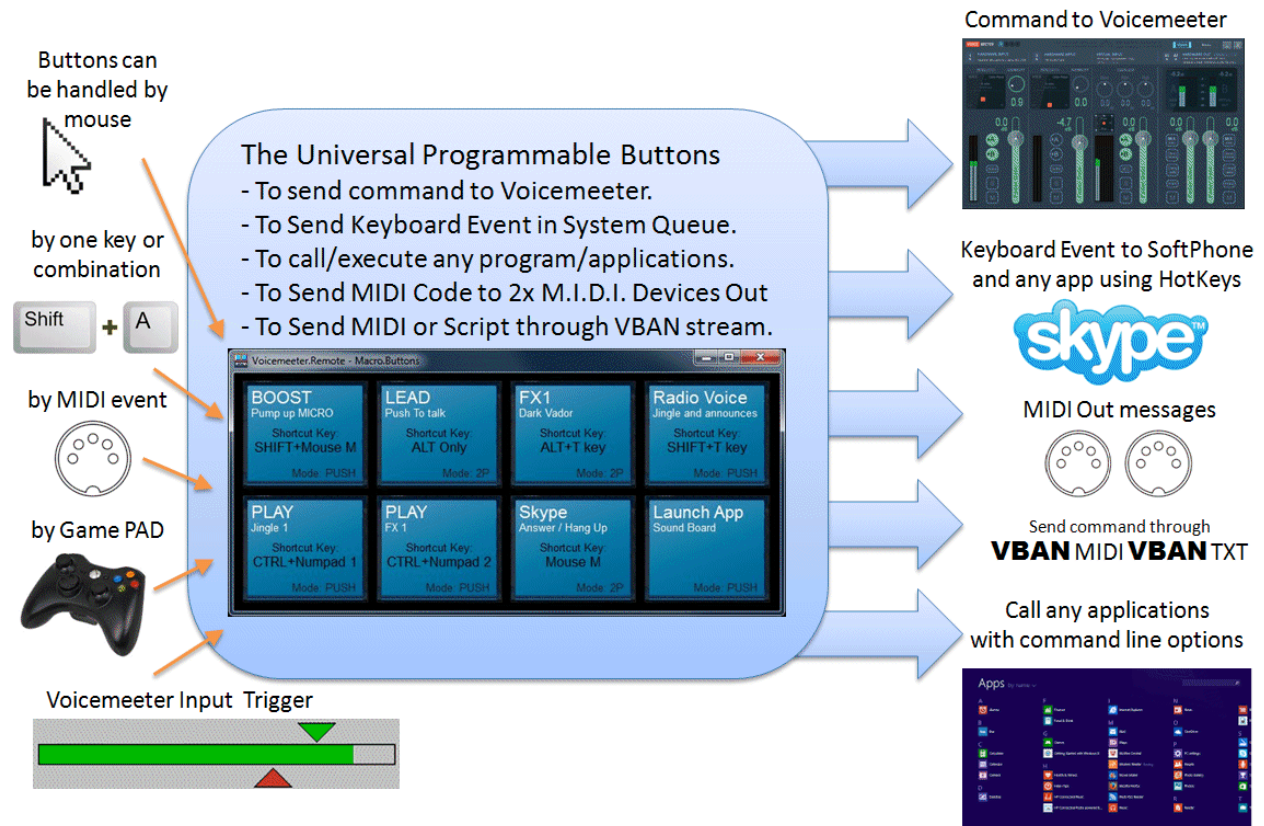 Command to Voicemeeter
Buttons can
be handled by
mouse
The Universal Programmable Buttons
- To send command to Voicemeeter.
- To Send Keyboard Event in System Queue.
- To call/execute any program/applications.
- To Send MIDI Code to 2x M.I.D.I. Devices Out
- To Send MIDI or Script through VBAN stream.
by one key or
combination
Shift + A
by MIDI event
by Game PAD
Voicemeeter Input Trigger
Voicemeeter.Remote - Macro.Buttons
BOOST
Pump up MICRO
Shortcut Key:
SHIFT+Mouse M
Mode: PUSH
LEAD
Push To talk
Shortcut Key:
ALT Only
Mode: 2P
FX1
Dark Vador
Shortcut Key:
ALT+T key
Mode: 2P
Radio Voice
Jingle and announces
Shortcut Key:
SHIFT+T key
Mode: PUSH
PLAY
Jingle 1
Shortcut Key:
CTRL+Numpad 1
Mode: PUSH
PLAY
FX 1
Shortcut Key:
CTRL+Numpad 2
Mode: PUSH
Skype
Answer / Hang Up
Shortcut Key:
Mouse M
Mode: 2P
Launch App
Sound Board
Mode: PUSH
Keyboard Event to SoftPhone
and any app using HotKeys
skype™
MIDI Out messages
Send command through
VBAN MIDI VBAN TXT
Call any applications
with command line options
Apps by name